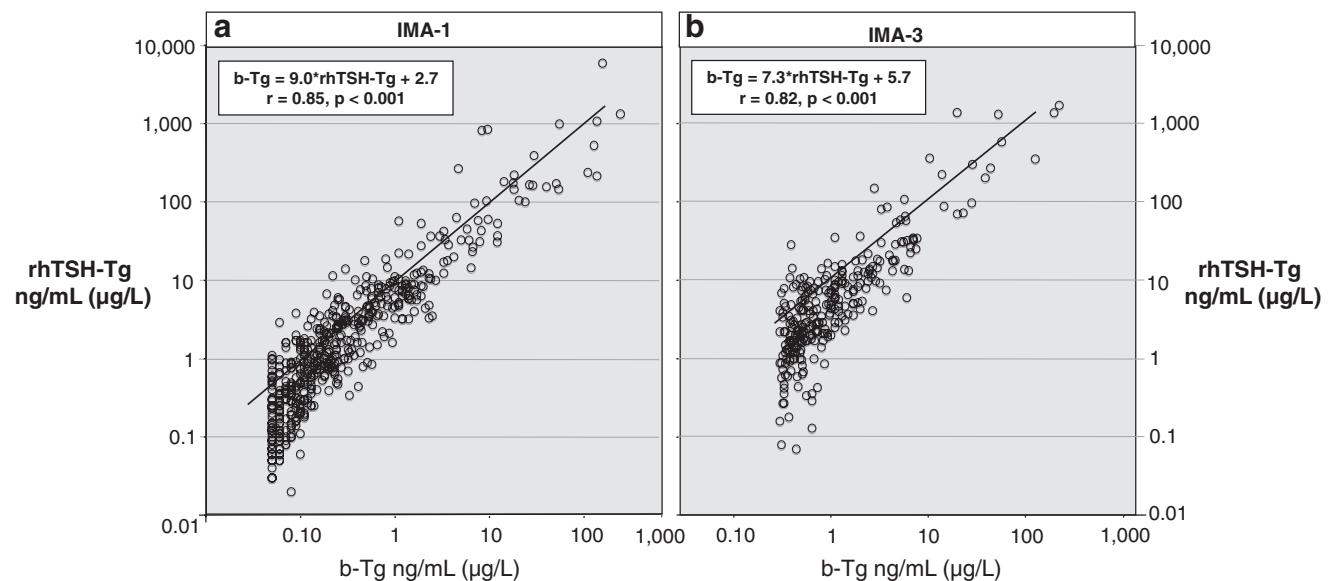 a
IMA-1
b
IMA-3
10,000
1,000
100
10
1
0.1
0.01
b-Tg = 9.0*rhTSH-Tg + 2.7
r = 0.85, p < 0.001
b-Tg = 7.3*rhTSH-Tg + 5.7
r = 0.82, p < 0.001
10,000
1,000
100
10
1
0.1
0.01
rhTSH-Tg
ng/mL (µg/L)
rhTSH-Tg
ng/mL (µg/L)
0.10 1 10 100 1,000
0.10 1 10 100 1,000
b-Tg ng/mL (µg/L)
b-Tg ng/mL (µg/L)